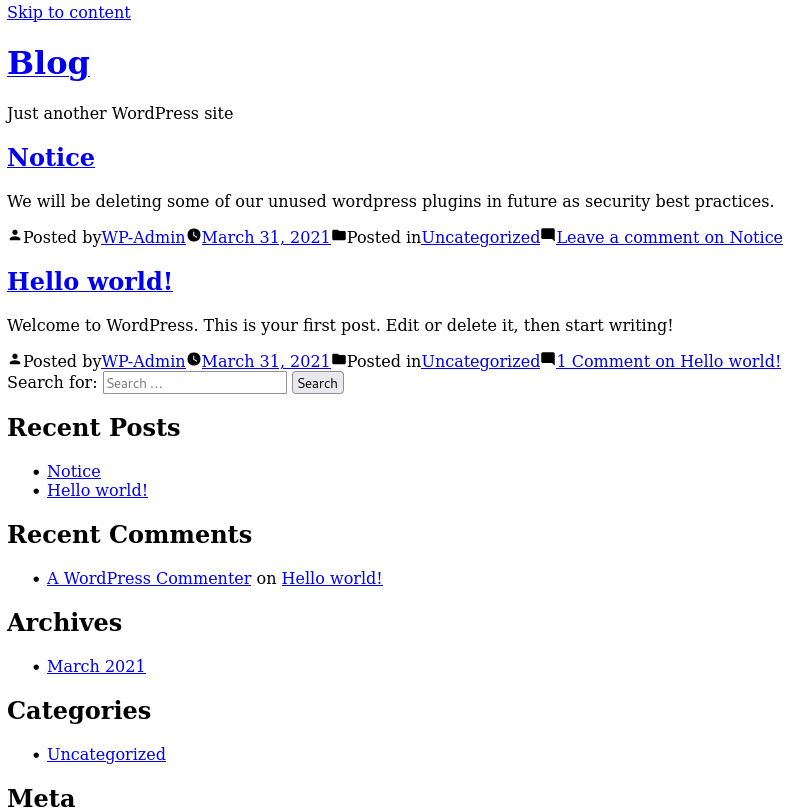 Skip to content
Blog
Just another WordPress site
Notice
We will be deleting some of our unused wordpress plugins in future as security best practices.
Posted byWP-AdminMarch 31, 2021Posted inUncategorizedLeave a comment on Notice
Hello world!
Welcome to WordPress. This is your first post. Edit or delete it, then start writing!
Posted byWP-AdminMarch 31, 2021Posted inUncategorized1 Comment on Hello world!
Search for: Search … Search
Recent Posts
• Notice
• Hello world!
Recent Comments
• A WordPress Commenter on Hello world!
Archives
• March 2021
Categories
• Uncategorized
Meta